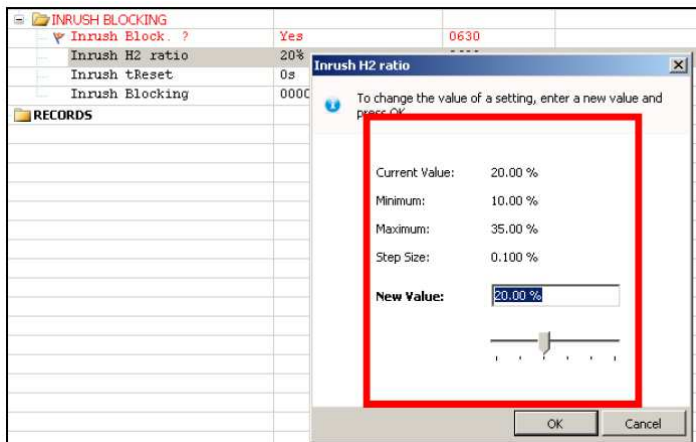 INRUSH BLOCKING
Inrush Block. ? Yes 0630
Inrush H2 ratio 20%
Inrush tReset 0s
Inrush Blocking
RECORDS
Inrush H2 ratio
To change the value of a setting, enter a new value and
press OK
Current Value: 20.00 %
Minimum: 10.00 %
Maximum: 35.00 %
Step Size: 0.100 %
New Value: 20.00 %
OK Cancel